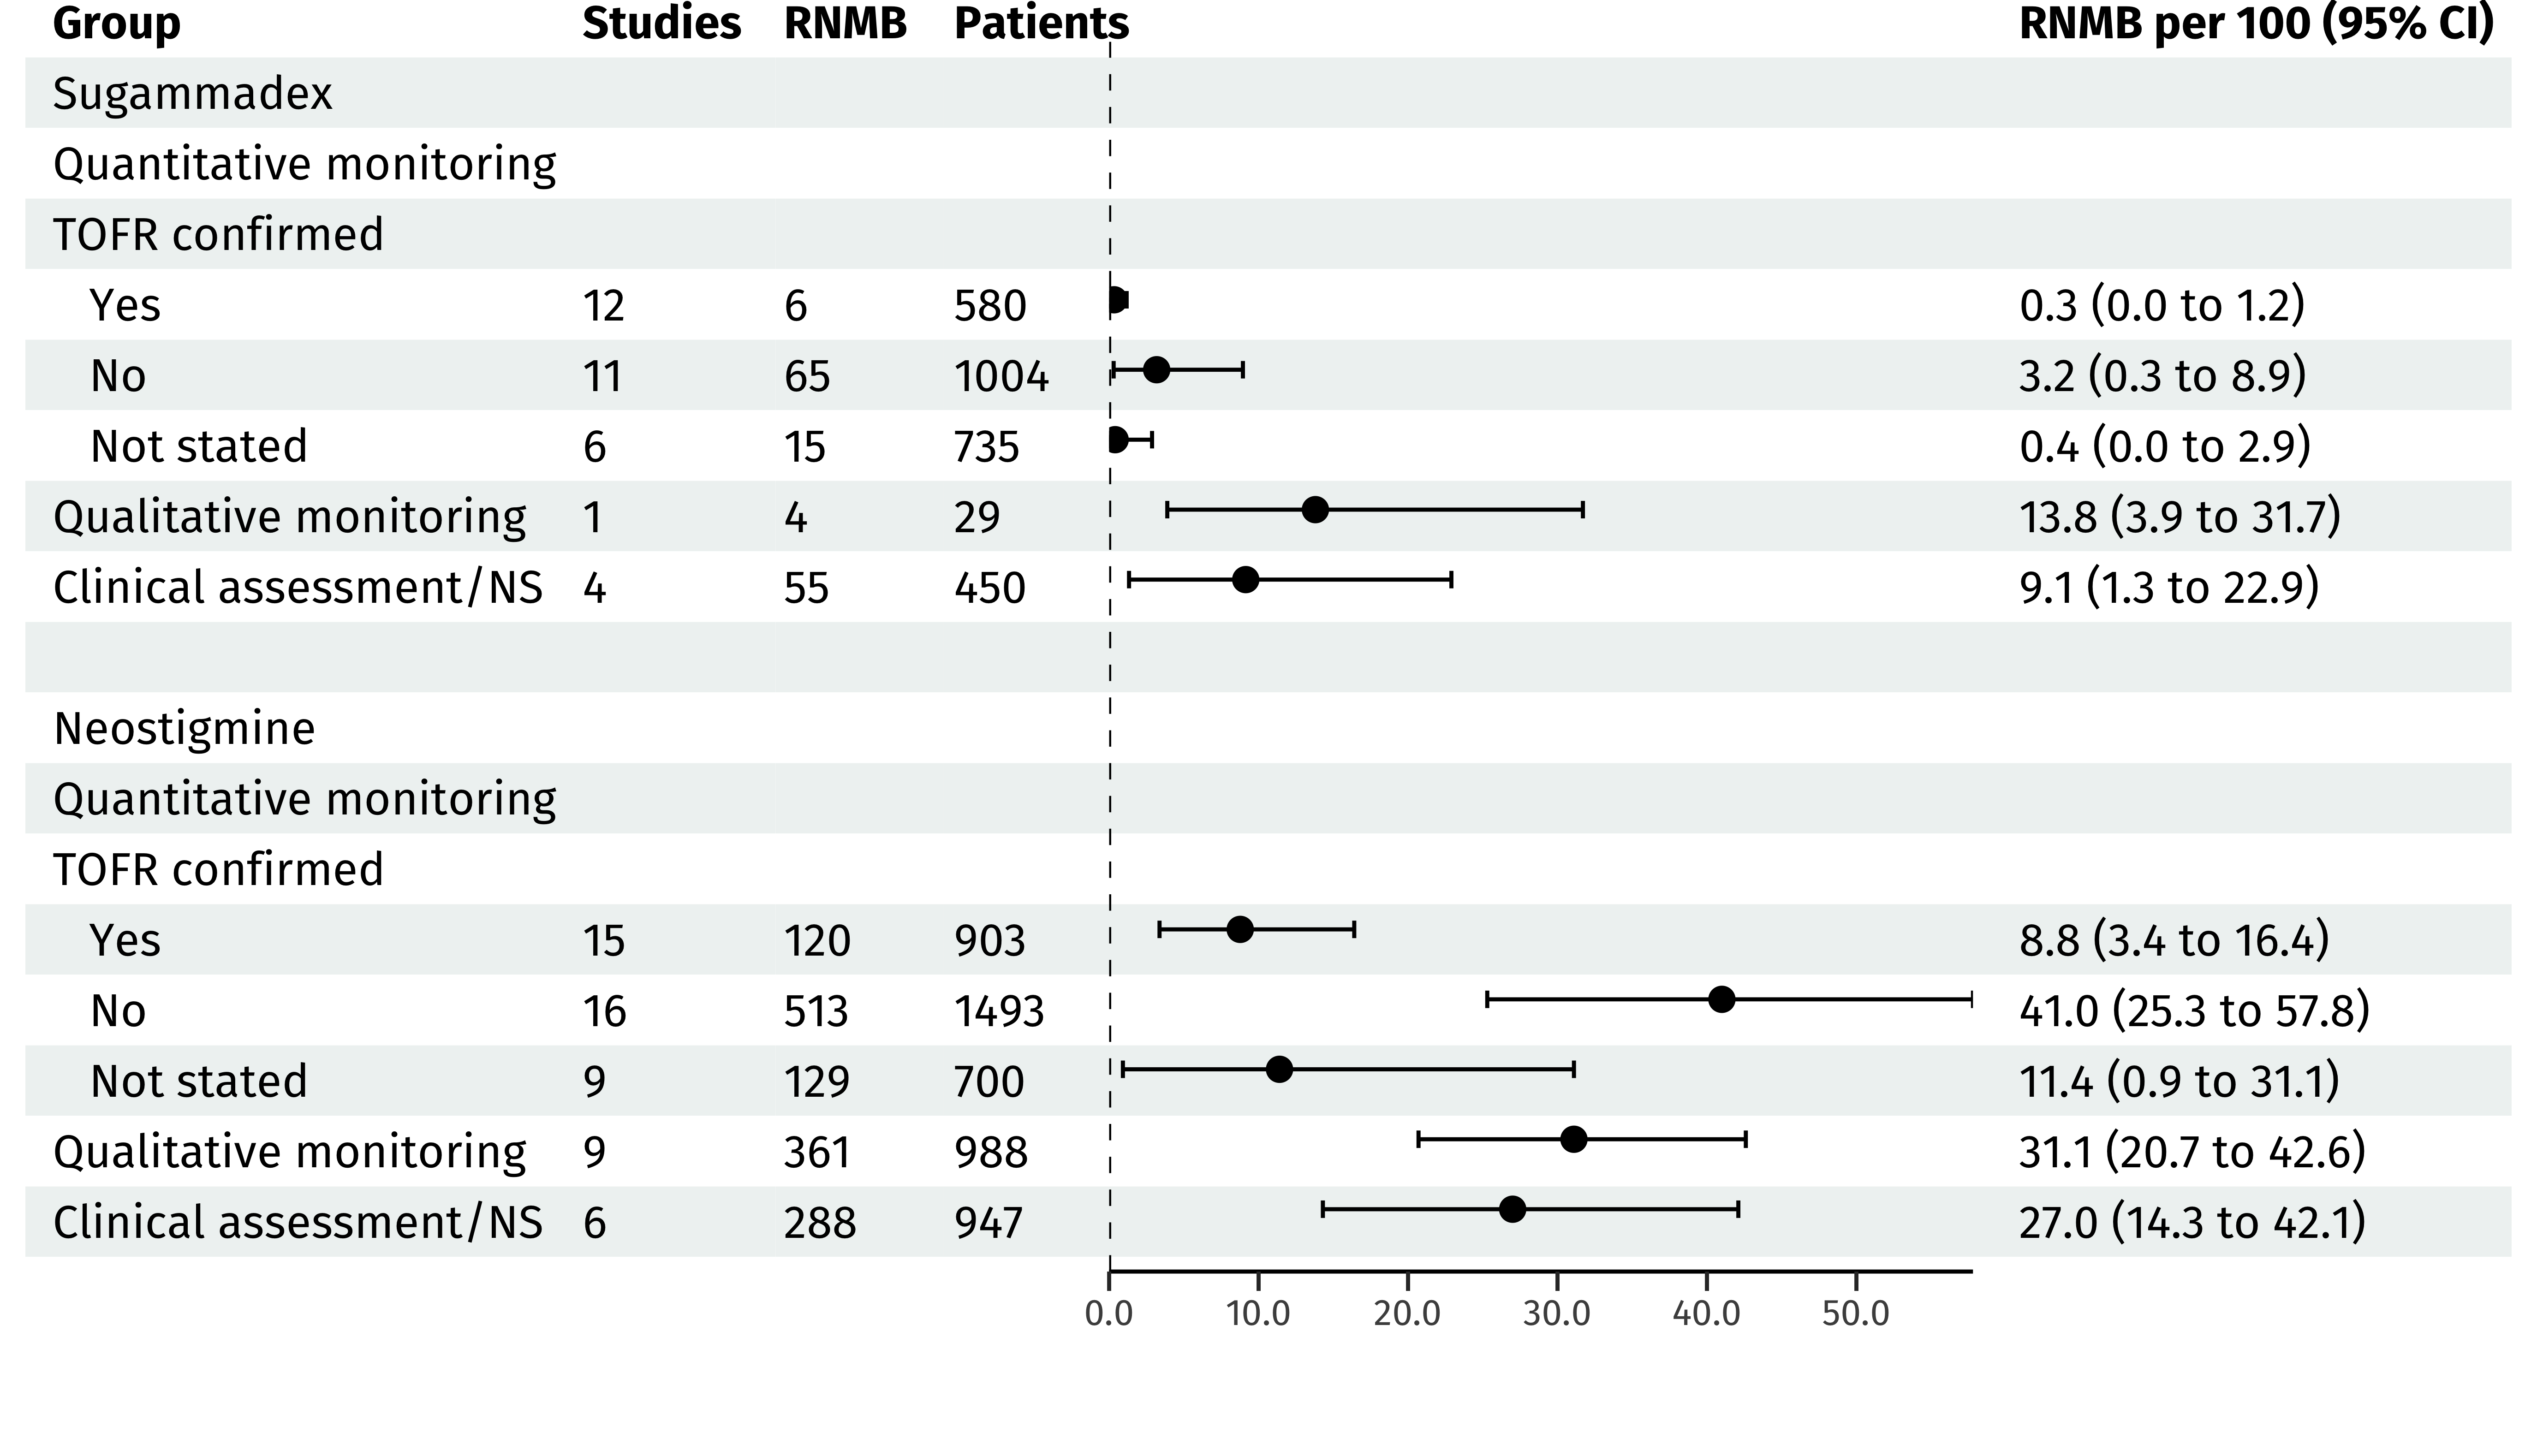 Group Studies RNMB Patients RNMB per 100 (95% CI)
Sugammadex
Quantitative monitoring
TOFR confirmed
Yes 12 6 580 0.3 (0.0 to 1.2)
No 11 65 1004 3.2 (0.3 to 8.9)
Not stated 6 15 735 0.4 (0.0 to 2.9)
Qualitative monitoring 1 4 29 13.8 (3.9 to 31.7)
Clinical assessment/NS 4 55 450 9.1 (1.3 to 22.9)
Neostigmine
Quantitative monitoring
TOFR confirmed
Yes 15 120 903 8.8 (3.4 to 16.4)
No 16 513 1493 41.0 (25.3 to 57.8)
Not stated 9 129 700 11.4 (0.9 to 31.1)
Qualitative monitoring 9 361 988 31.1 (20.7 to 42.6)
Clinical assessment/NS 6 288 947 27.0 (14.3 to 42.1)
0.0 10.0 20.0 30.0 40.0 50.0